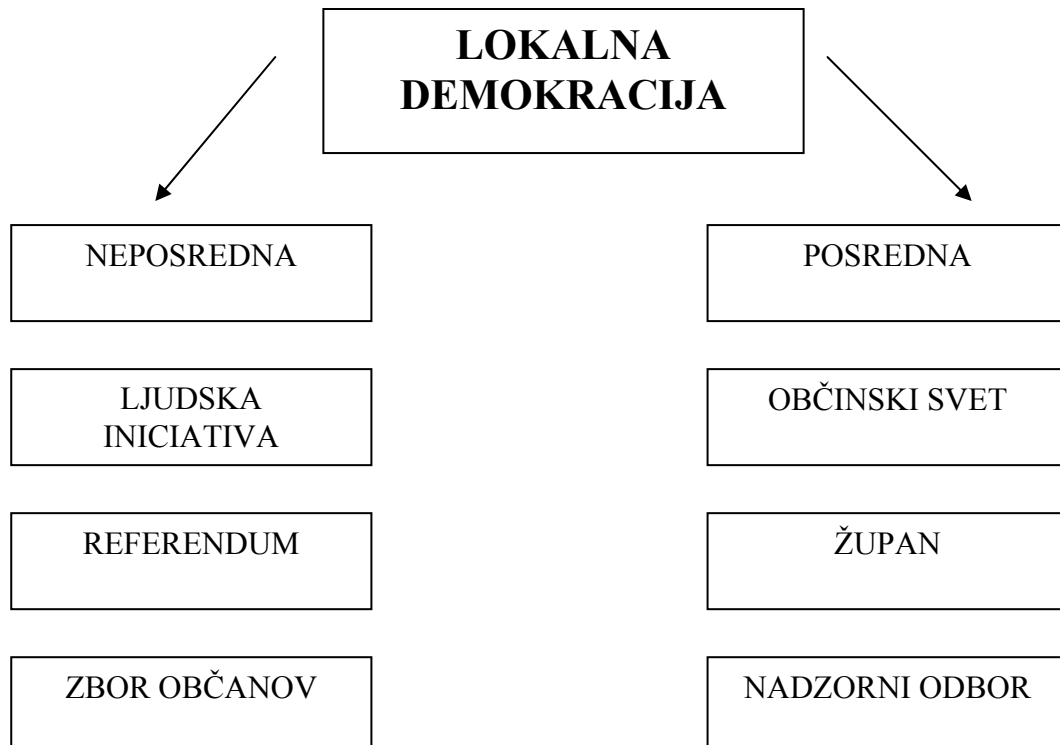 LOKALNA
DEMOKRACIJA
NEPOSREDNA
POSREDNA
LJUDSKA
INICIATIVA
OBČINSKI SVET
REFERENDUM
ŽUPAN
ZBOR OBČANOV
NADZORNI ODBOR